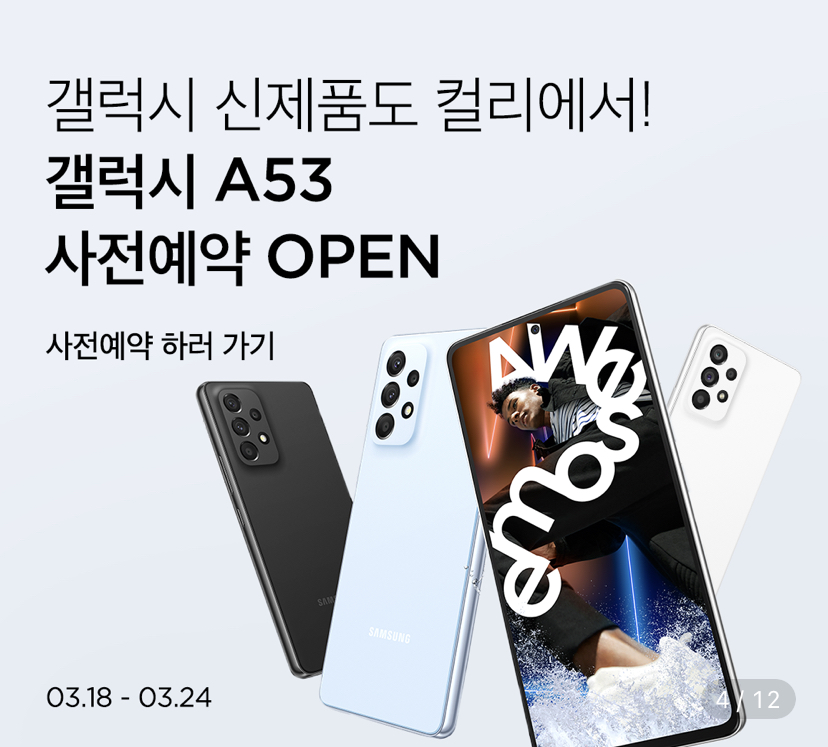 갤럭시 신제품도 컬리에서!
갤럭시 A53
사전예약 OPEN
사전예약 하러 가기
Awesome
SAMSUNG
03.18 - 03.24
4 / 12